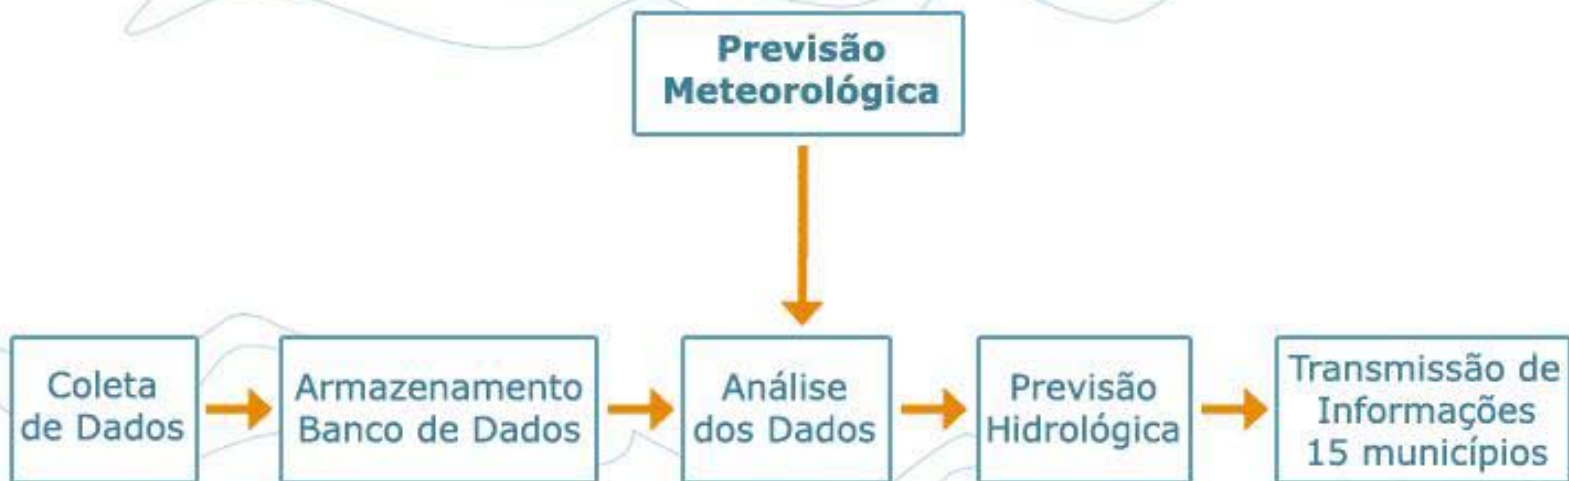 Previsão
Meteorológica
Coleta
de Dados
Armazenamento
Banco de Dados
Análise
dos Dados
Previsão
Hidrológica
Transmissão de
Informações
15 municípios